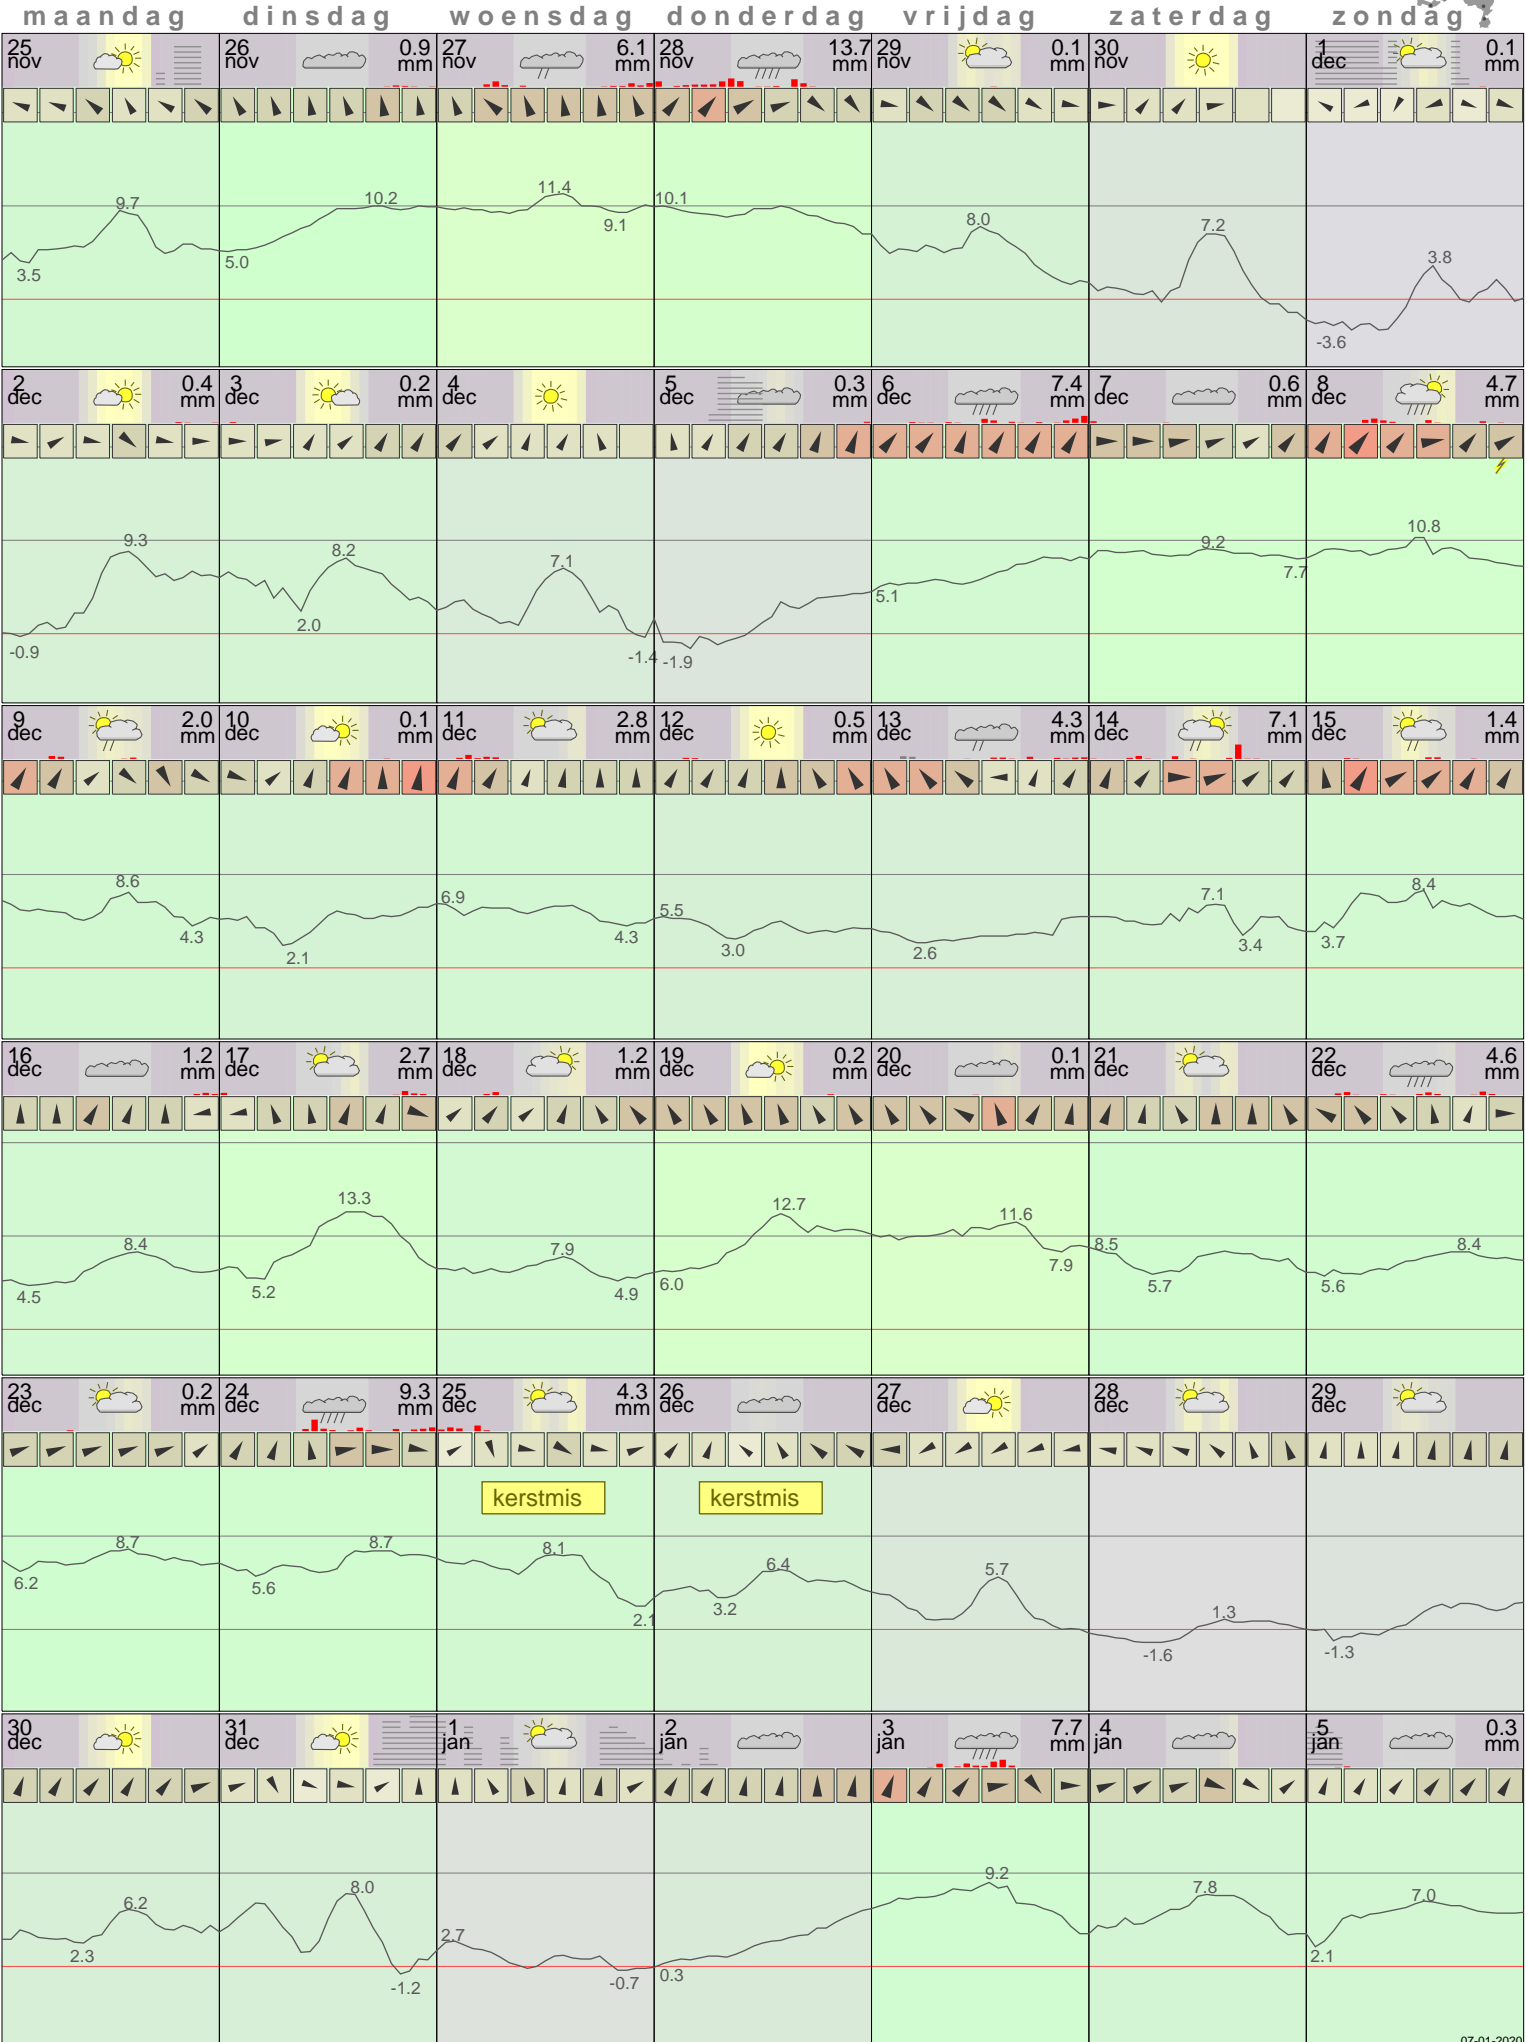 maandag dinsdag woensdag donderdag vrijdag zaterdag zondag
25 nov
26 nov 0.9 mm
27 nov 6.1 mm
28 nov 13.7 mm
29 nov 0.1 mm
30 nov
1 dec 0.1 mm
9.7 3.5
10.2 5.0
11.4 9.1
10.1
8.0
7.2
3.8 -3.6
2 dec 0.4 mm
3 dec 0.2 mm
4 dec
5 dec 0.3 mm
6 dec 7.4 mm
7 dec 0.6 mm
8 dec 4.7 mm
9.3 -0.9
8.2 2.0
7.1 -1.4
-1.9
5.1
9.2 7.7
10.8
9 dec 2.0 mm
10 dec 0.1 mm
11 dec 2.8 mm
12 dec 0.5 mm
13 dec 4.3 mm
14 dec 7.1 mm
15 dec 1.4 mm
8.6 4.3
2.1
6.9 4.3
5.5 3.0
2.6
7.1 3.4
8.4 3.7
16 dec 1.2 mm
17 dec 2.7 mm
18 dec 1.2 mm
19 dec 0.2 mm
20 dec 0.1 mm
21 dec
22 dec 4.6 mm
8.4 4.5
13.3 5.2
7.9 4.9
12.7 6.0
11.6 7.9
8.5 5.7
8.4 5.6
23 dec 0.2 mm
24 dec 9.3 mm
25 dec 4.3 mm
26 dec
27 dec
28 dec
29 dec
kerstmis kerstmis
8.7 6.2
8.7 5.6
8.1 2.1
6.4 3.2
5.7
1.3 -1.6
-1.3
30 dec
31 dec
1 jan
2 jan
3 jan 7.7 mm
4 jan
5 jan 0.3 mm
6.2 2.3
8.0 -1.2
2.7 -0.7
0.3
9.2
7.8
7.0 2.1
07-01-2020